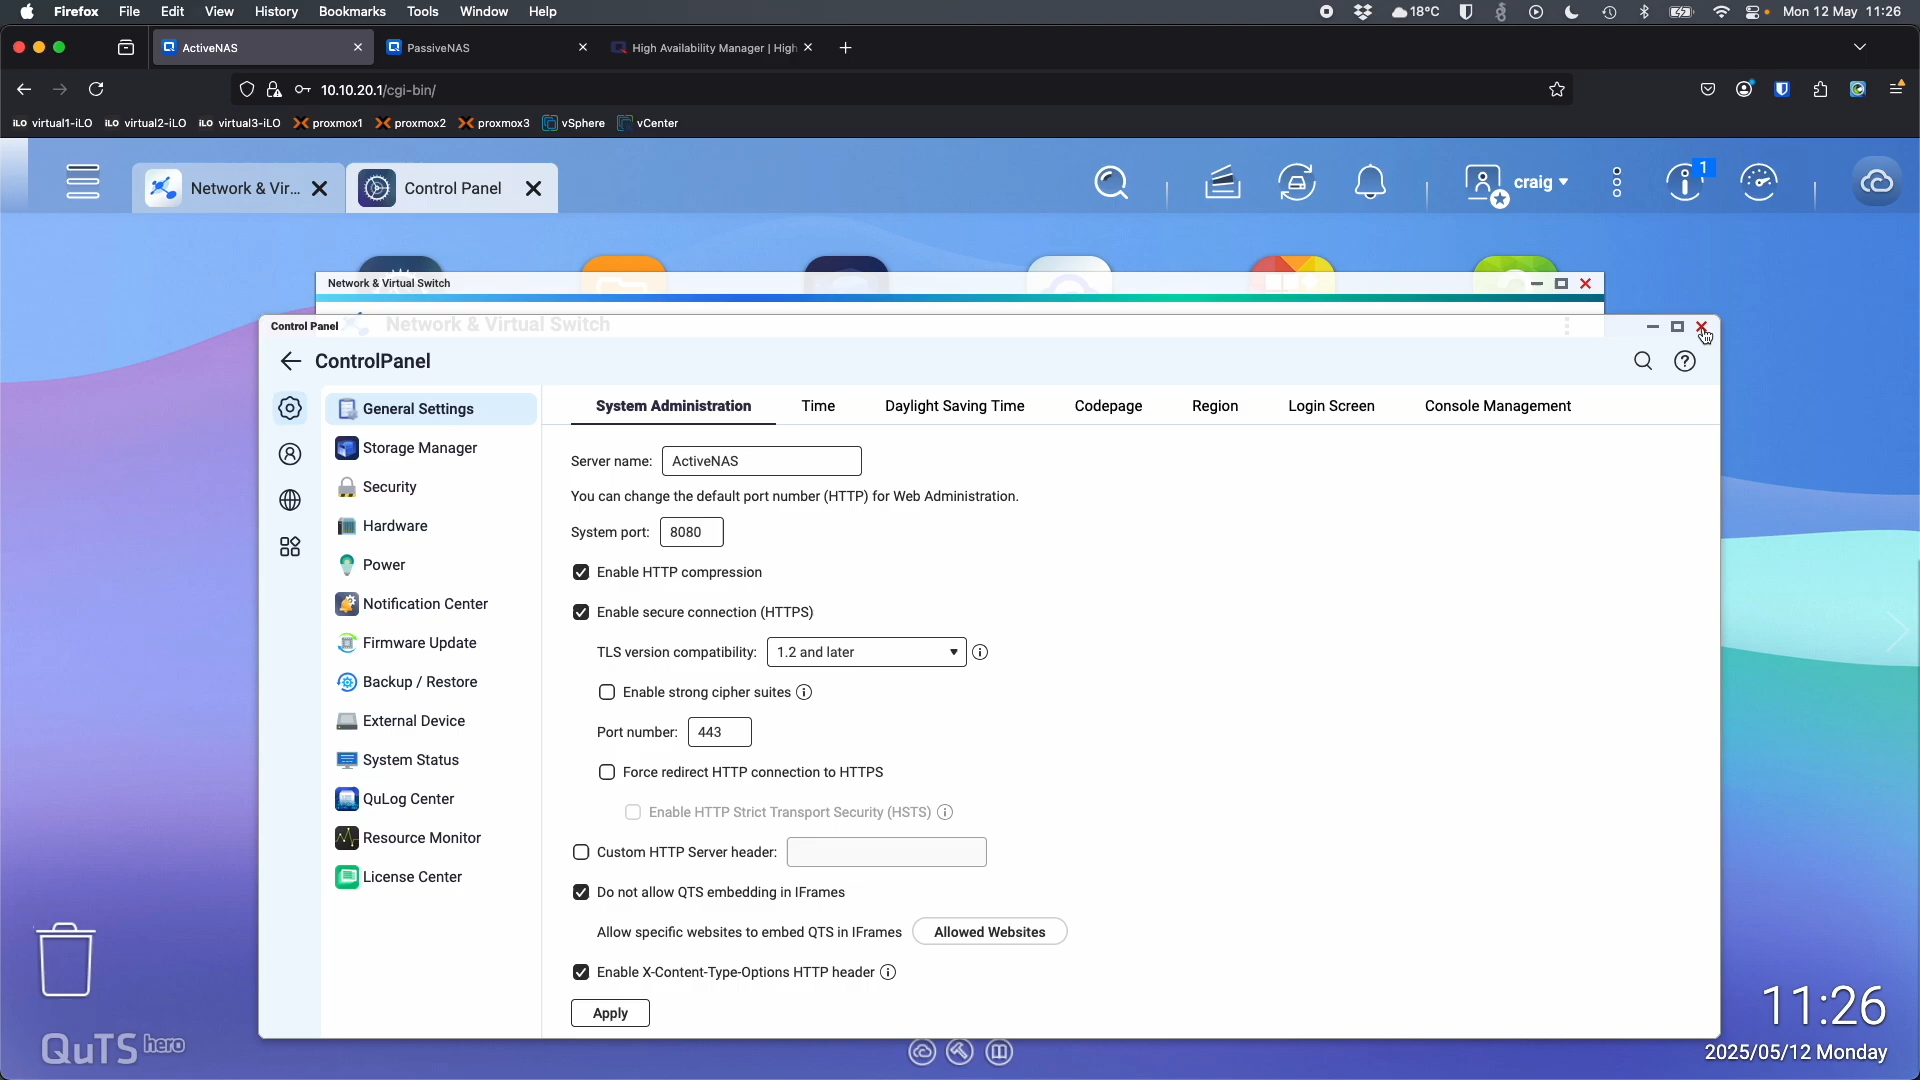 Firefox File Edit View History Bookmarks Tools Window Help 18°C Mon 12 May 11:26
ActiveNAS PassiveNAS High Availability Manager | High
10.10.20.1/cgi-bin/
iLO virtual1-iLO iLO virtual2-iLO iLO virtual3-iLO proxmox1 proxmox2 proxmox3 vSphere vCenter
Network & Vir... Control Panel craig 1
Network & Virtual Switch
Network & Virtual Switch
Control Panel
ControlPanel
General Settings
Storage Manager
Security
Hardware
Power
Notification Center
Firmware Update
Backup / Restore
External Device
System Status
QuLog Center
Resource Monitor
License Center
System Administration Time Daylight Saving Time Codepage Region Login Screen Console Management
Server name: ActiveNAS
You can change the default port number (HTTP) for Web Administration.
System port: 8080
Enable HTTP compression
Enable secure connection (HTTPS)
TLS version compatibility: 1.2 and later
Enable strong cipher suites
Port number: 443
Force redirect HTTP connection to HTTPS
Enable HTTP Strict Transport Security (HSTS)
Custom HTTP Server header:
Do not allow QTS embedding in IFrames
Allow specific websites to embed QTS in IFrames Allowed Websites
Enable X-Content-Type-Options HTTP header
Apply
QuTS hero
11:26
2025/05/12 Monday